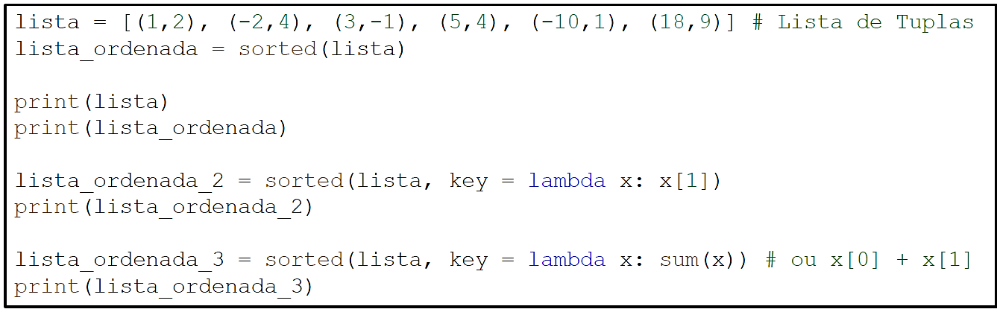 lista = [(1,2), (-2,4), (3,-1), (5,4), (-10,1), (18,9)] # Lista de Tuplas
lista_ordenada = sorted(lista)
print(lista)
print(lista_ordenada)
lista_ordenada_2 = sorted(lista, key = lambda x: x[1])
print(lista_ordenada_2)
lista_ordenada_3 = sorted(lista, key = lambda x: sum(x)) # ou x[0] + x[1]
print(lista_ordenada_3)